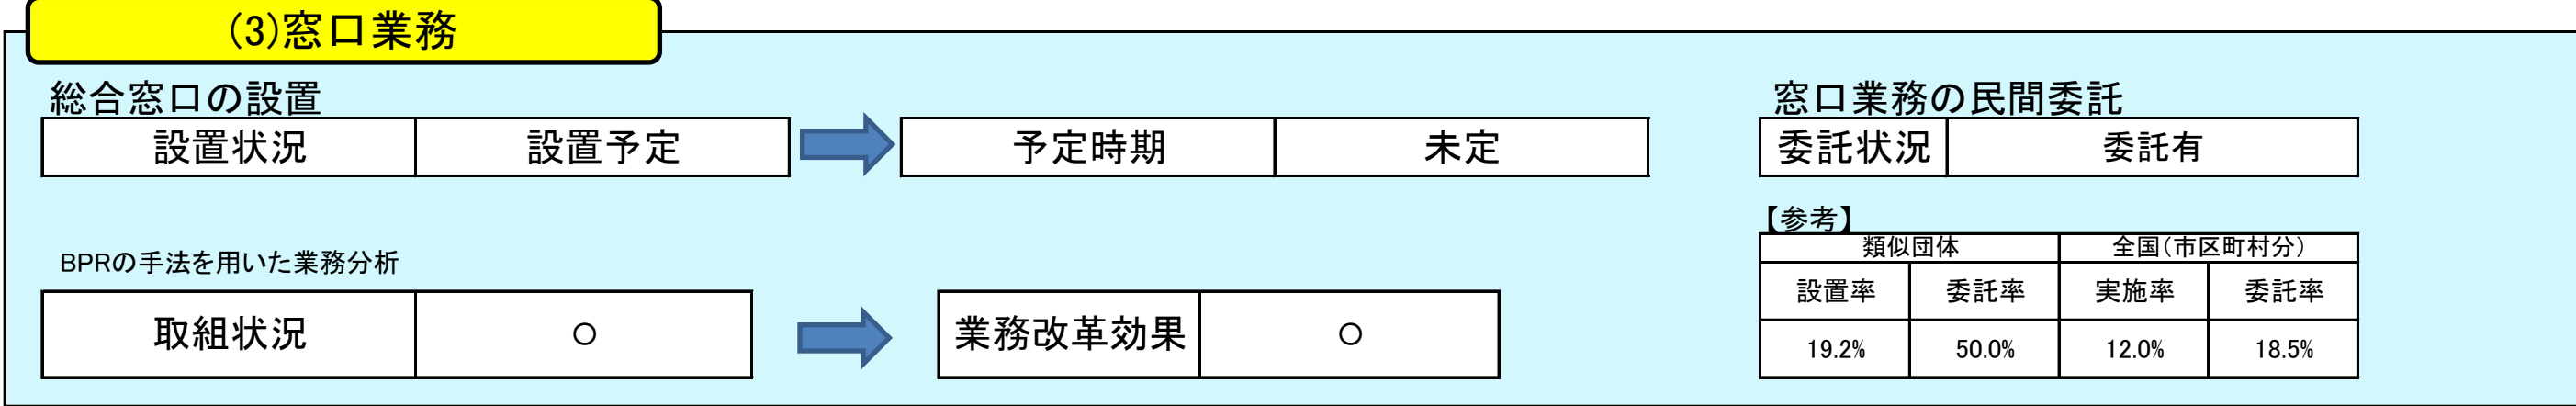 (3)窓口業務
総合窓口の設置
設置状況 設置予定 予定時期 未定
窓口業務の民間委託
委託状況 委託有
BPRの手法を用いた業務分析
取組状況 ○ 業務改革効果 ○
【参考】
類似団体 全国(市区町村分)
設置率 委託率 実施率 委託率
19.2% 50.0% 12.0% 18.5%